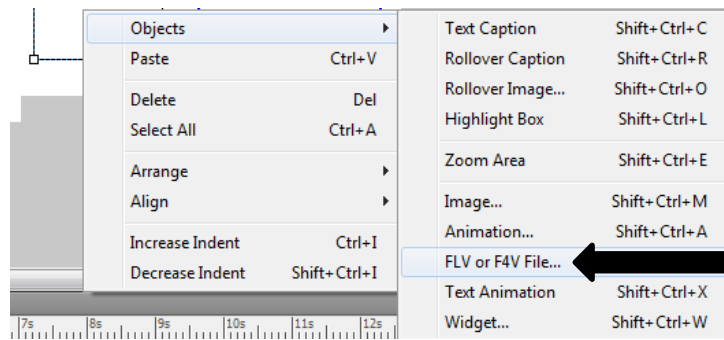 Objects
Paste Ctrl+V
Delete Del
Select All Ctrl+A
Arrange
Align
Increase Indent Ctrl+I
Decrease Indent Shift+Ctrl+I
Text Caption Shift+Ctrl+C
Rollover Caption Shift+Ctrl+R
Rollover Image... Shift+Ctrl+O
Highlight Box Shift+Ctrl+L
Zoom Area Shift+Ctrl+E
Image... Shift+Ctrl+M
Animation... Shift+Ctrl+A
FLV or F4V File...
Text Animation Shift+Ctrl+X
Widget... Shift+Ctrl+W
7s 8s 9s 10s 11s 12s